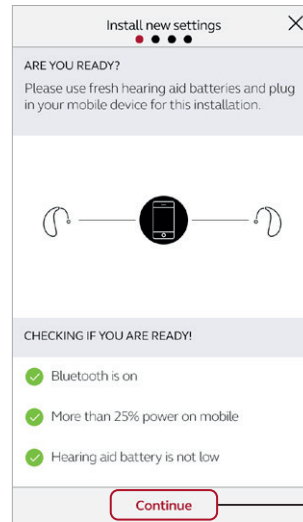 Install new settings
ARE YOU READY?
Please use fresh hearing aid batteries and plug
in your mobile device for this installation.
CHECKING IF YOU ARE READY!
Bluetooth is on
More than 25% power on mobile
Hearing aid battery is not low
Continue